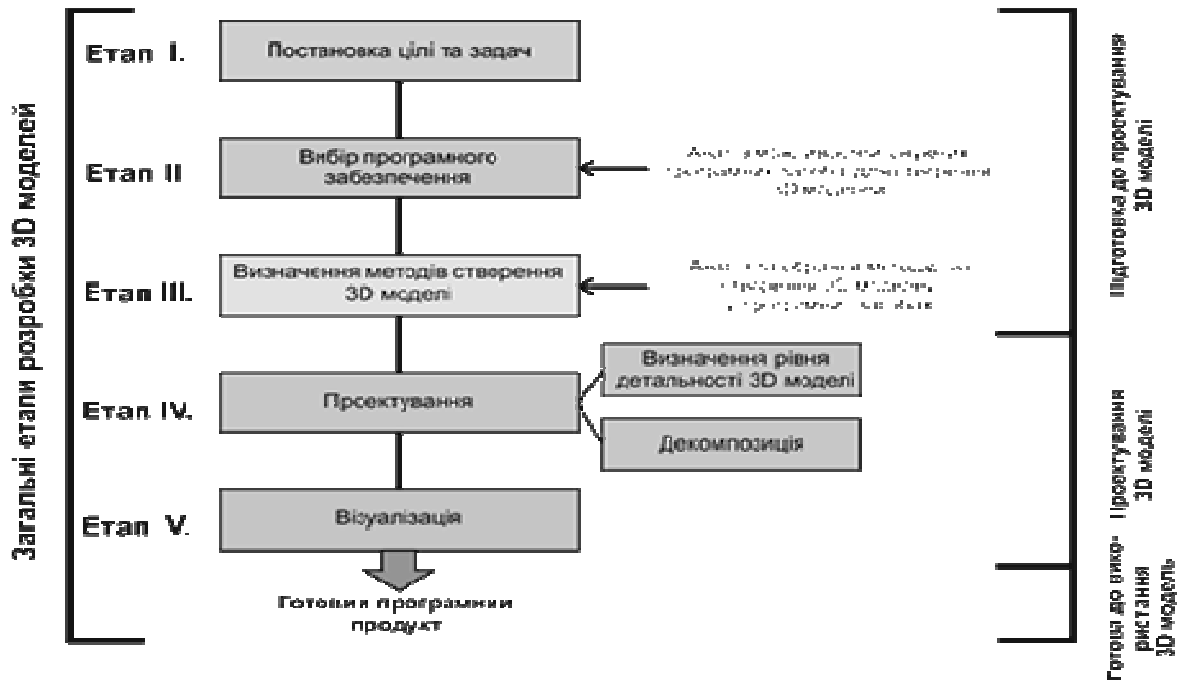 Загальні етапи розробки 3D моделей
Етап І.
Постановка цілі та задач
Етап ІІ
Вибір програмного
забезпечення
Етап ІІІ.
Визначення методів створення
3D моделі
Етап IV.
Проектування
Визначення рівня
детальності 3D моделі
Декомпозиція
Етап V.
Візуалізація
Готовий програмний
продукт
Підготовка до проектування
3D моделі
Проектування
3D моделі
Готова до вико-
ристання
3D модель